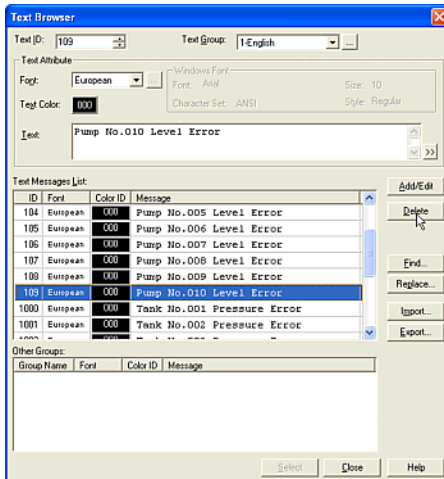 Text Browser
Text ID: 109 Text Group: 1-English ...
Text Attribute
Font: European ...
Windows Font
Font: Arial Size: 10
Text Color: 000
Character Set: ANSI Style: Regular
Text: Pump No.010 Level Error
>>
Text Messages List:
Add/Edit
ID Font Color ID Message
104 European 000 Pump No.005 Level Error
Delete
105 European 000 Pump No.006 Level Error
106 European 000 Pump No.007 Level Error
107 European 000 Pump No.008 Level Error
Find...
108 European 000 Pump No.009 Level Error
Replace...
109 European 000 Pump No.010 Level Error
1000 European 000 Tank No.001 Pressure Error
Import...
1001 European 000 Tank No.002 Pressure Error
Export...
Other Groups:
Group Name Font Color ID Message
Select Close Help